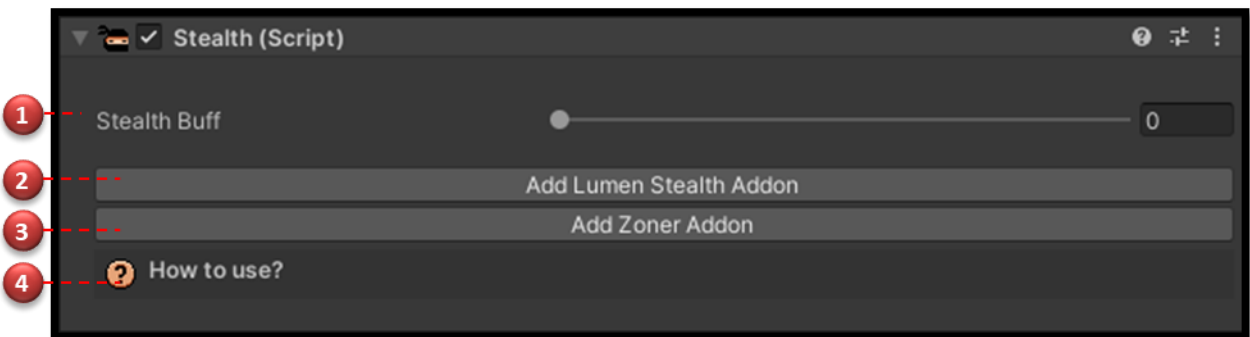 Stealth (Script)
1 Stealth Buff 0
2 Add Lumen Stealth Addon
3 Add Zoner Addon
4 ? How to use?